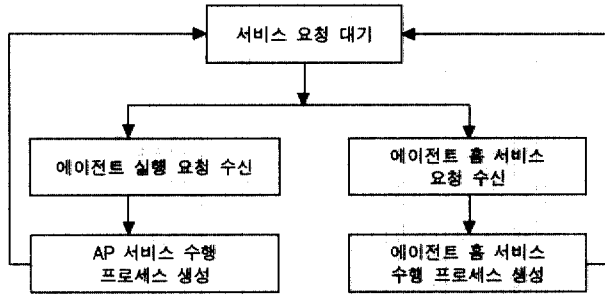 서비스 요청 대기
에이전트 실행 요청 수신
에이전트 홈 서비스
요청 수신
AP 서비스 수행
프로세스 생성
에이전트 홈 서비스
수행 프로세스 생성